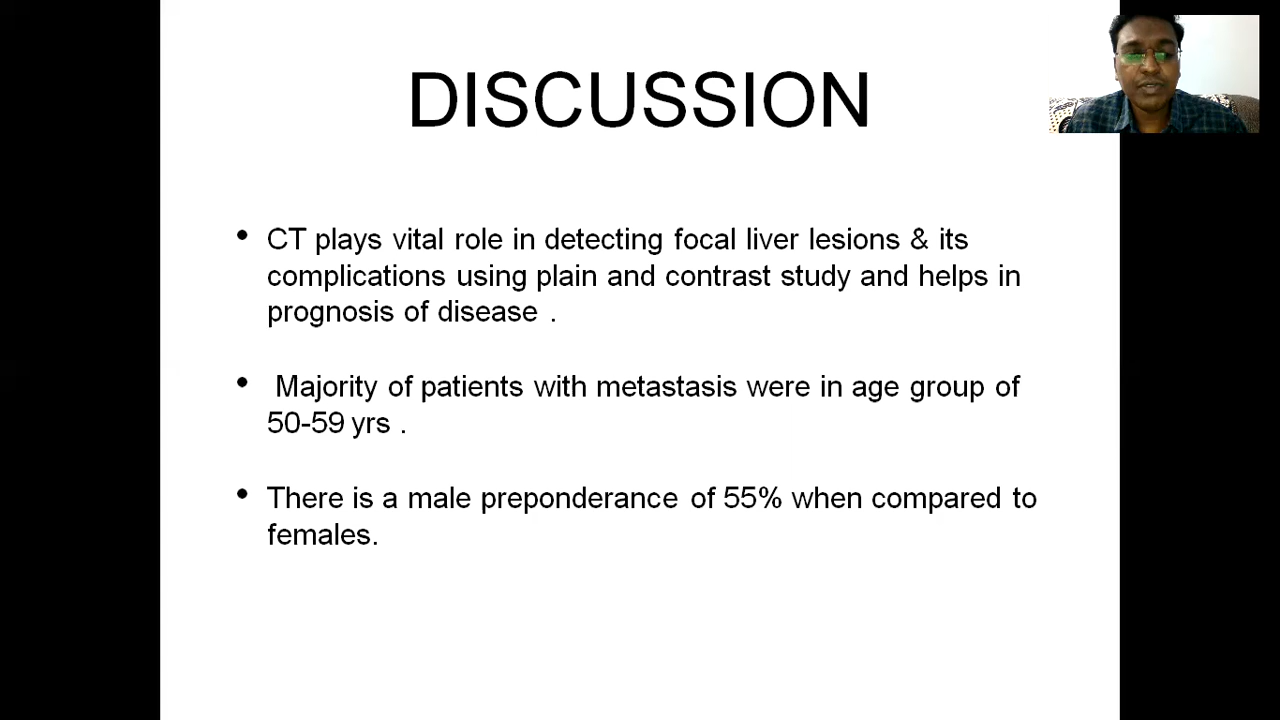 DISCUSSION
• CT plays vital role in detecting focal liver lesions & its
complications using plain and contrast study and helps in
prognosis of disease .
• Majority of patients with metastasis were in age group of
50-59 yrs .
• There is a male preponderance of 55% when compared to
females.